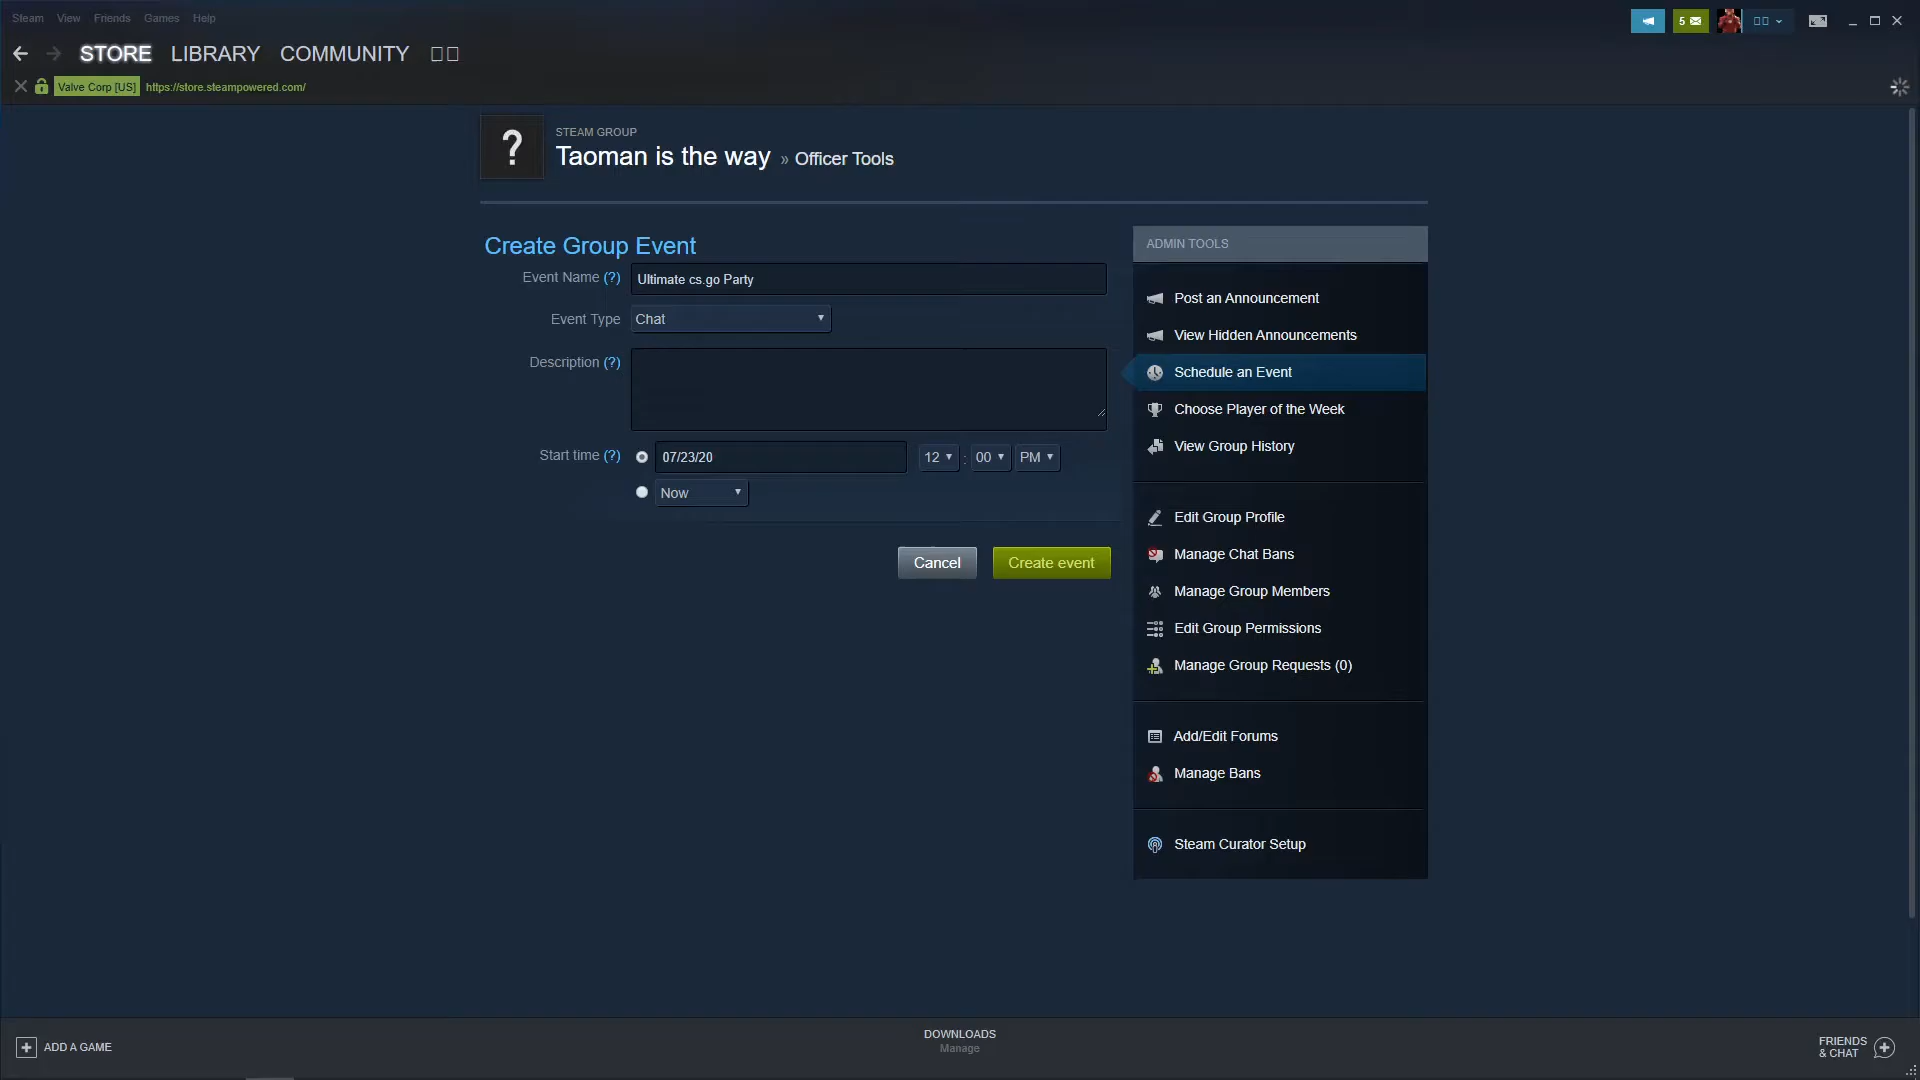 Steam View Friends Games Help
5
STORE LIBRARY COMMUNITY
Valve Corp [US] https://store.steampowered.com/
STEAM GROUP
?
Taoman is the way » Officer Tools
Create Group Event
Event Name (?) Ultimate cs.go Party
Event Type Chat
Description (?)
Start time (?) 07/23/20 12 : 00 PM
Now
Cancel Create event
ADMIN TOOLS
Post an Announcement
View Hidden Announcements
Schedule an Event
Choose Player of the Week
View Group History
Edit Group Profile
Manage Chat Bans
Manage Group Members
Edit Group Permissions
Manage Group Requests (0)
Add/Edit Forums
Manage Bans
Steam Curator Setup
ADD A GAME
DOWNLOADS
Manage
FRIENDS
& CHAT